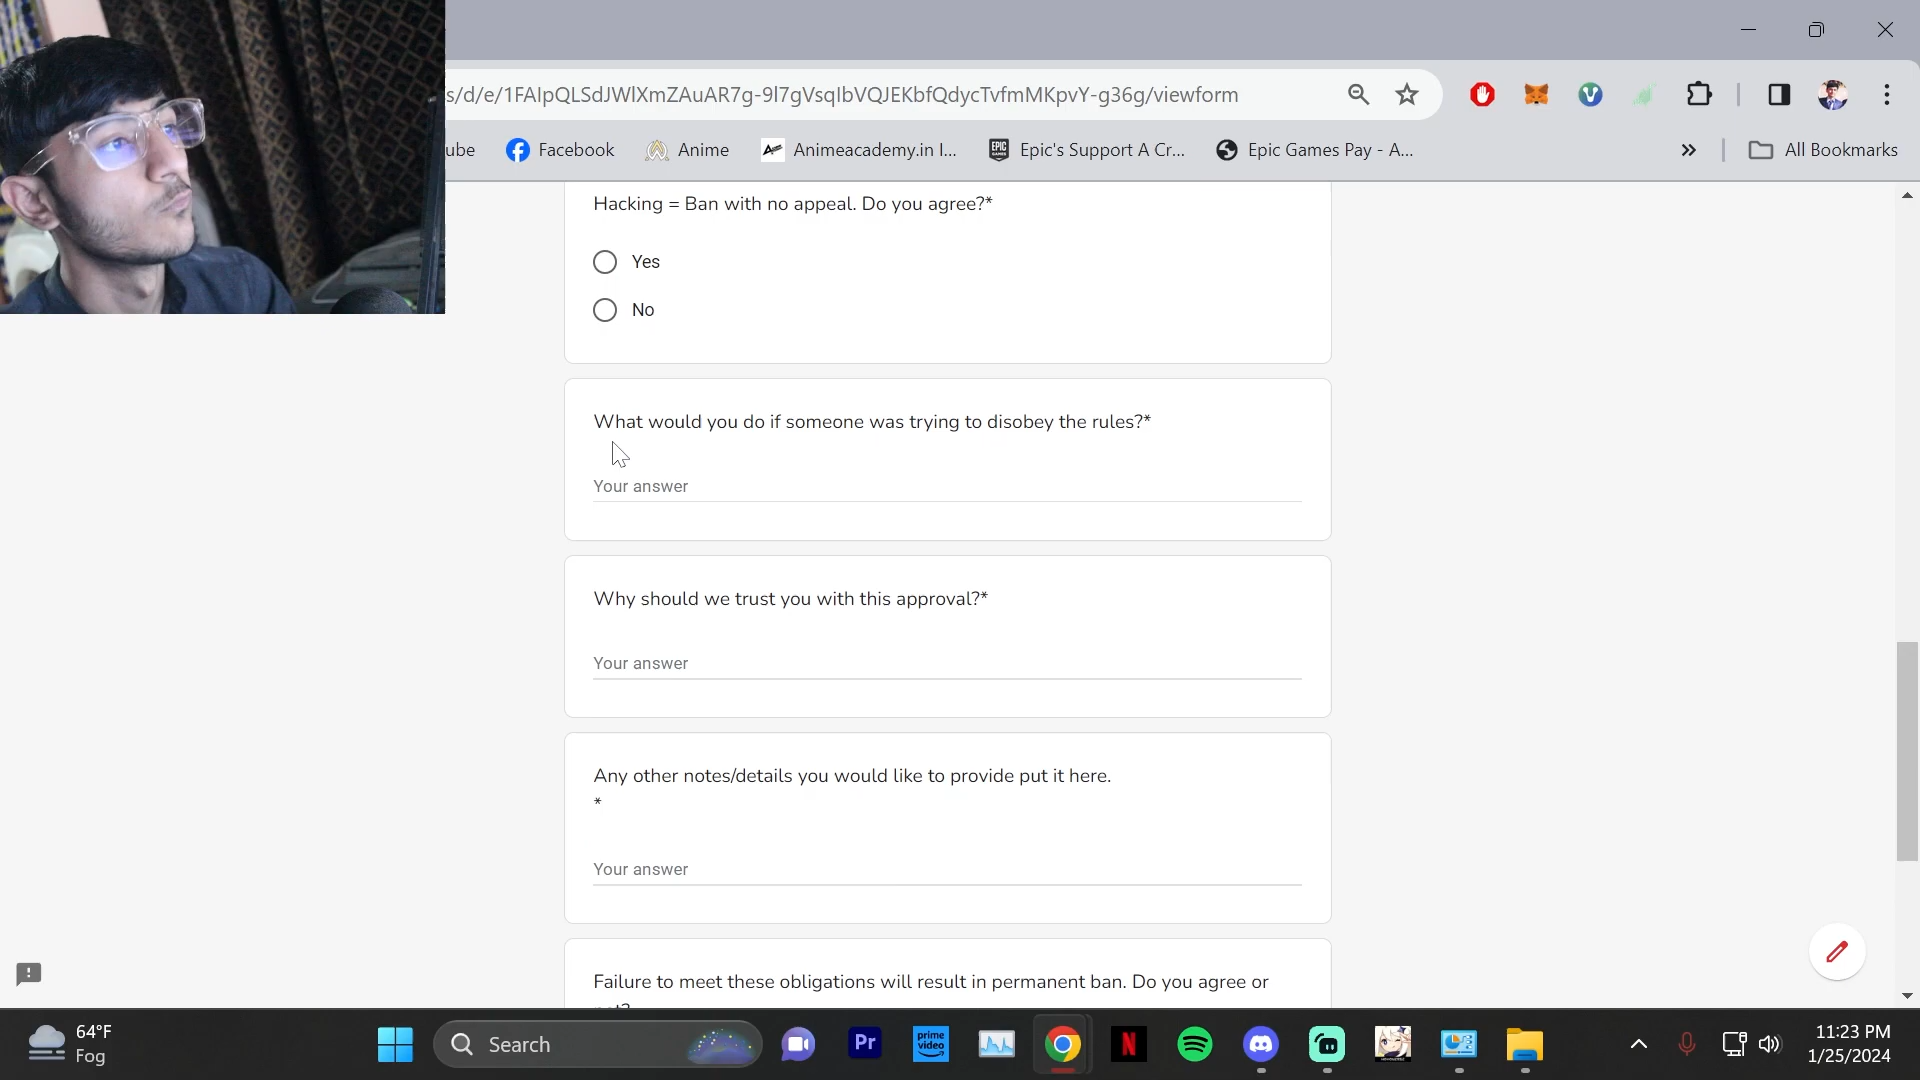 s/d/e/1FAIpQLSdJWlXmZAuAR7g-9l7gVsqIbVQJEKbfQdycTvfmMKpvY-g36g/viewform
ube Facebook Anime Animeacademy.in I... EPIC GAMES Epic's Support A Cr... Epic Games Pay - A... All Bookmarks
Hacking = Ban with no appeal. Do you agree?*
Yes
No
What would you do if someone was trying to disobey the rules?*
Your answer
Why should we trust you with this approval?*
Your answer
Any other notes/details you would like to provide put it here.
*
Your answer
Failure to meet these obligations will result in permanent ban. Do you agree or
64°F
Fog
Search
Pr
prime video
N
11:23 PM
1/25/2024